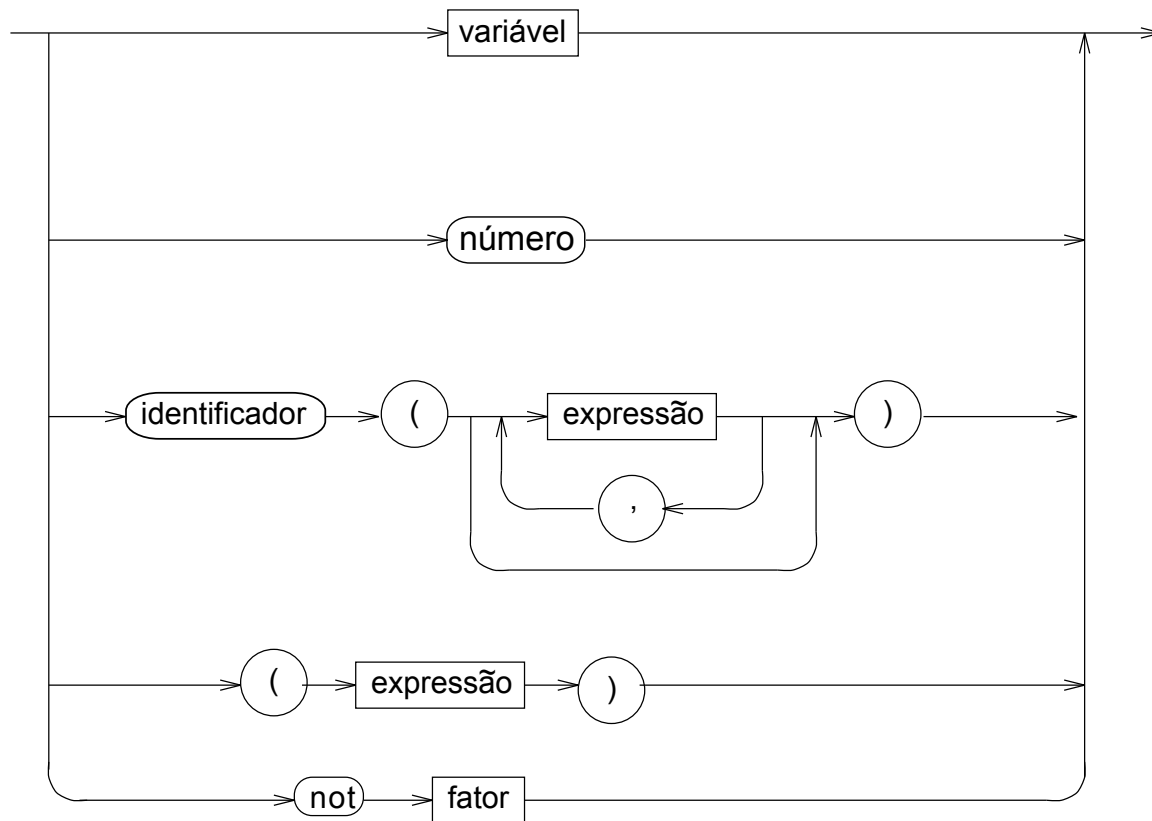 variável
número
identificador ( expressão )
,
( expressão )
not fator